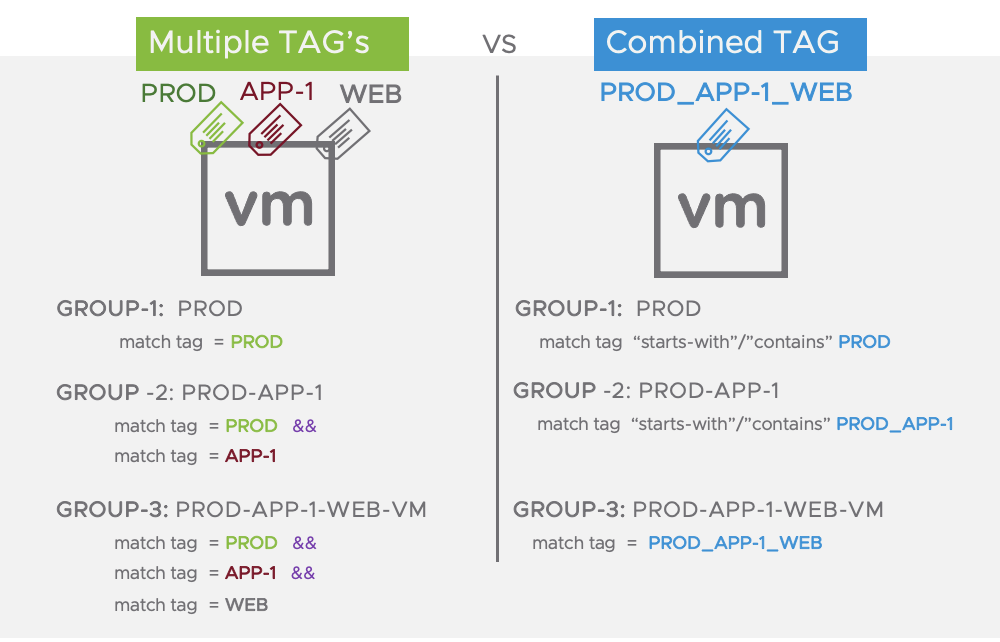 Multiple TAG's
VS
Combined TAG
PROD APP-1 WEB
vm
GROUP-1: PROD
match tag = PROD
GROUP -2: PROD-APP-1
match tag = PROD &&
match tag = APP-1
GROUP-3: PROD-APP-1-WEB-VM
match tag = PROD &&
match tag = APP-1 &&
match tag = WEB
PROD_APP-1_WEB
vm
GROUP-1: PROD
match tag “starts-with”/”contains” PROD
GROUP -2: PROD-APP-1
match tag “starts-with”/”contains” PROD_APP-1
GROUP-3: PROD-APP-1-WEB-VM
match tag = PROD_APP-1_WEB